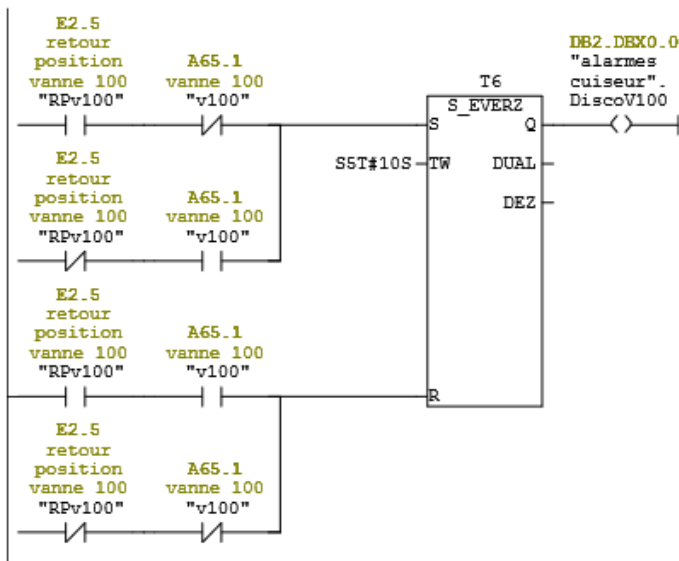 E2.5
retour
position
vanne 100
"RPv100"
A65.1
vanne 100
"v100"
T6
S_EVERZ
S
Q
S5T#10S
TW
DUAL
DEZ
R
DB2.DBX0.0
"alarmes
cuiseur".
DiscoV100
E2.5
retour
position
vanne 100
"RPv100"
A65.1
vanne 100
"v100"
E2.5
retour
position
vanne 100
"RPv100"
A65.1
vanne 100
"v100"
E2.5
retour
position
vanne 100
"RPv100"
A65.1
vanne 100
"v100"